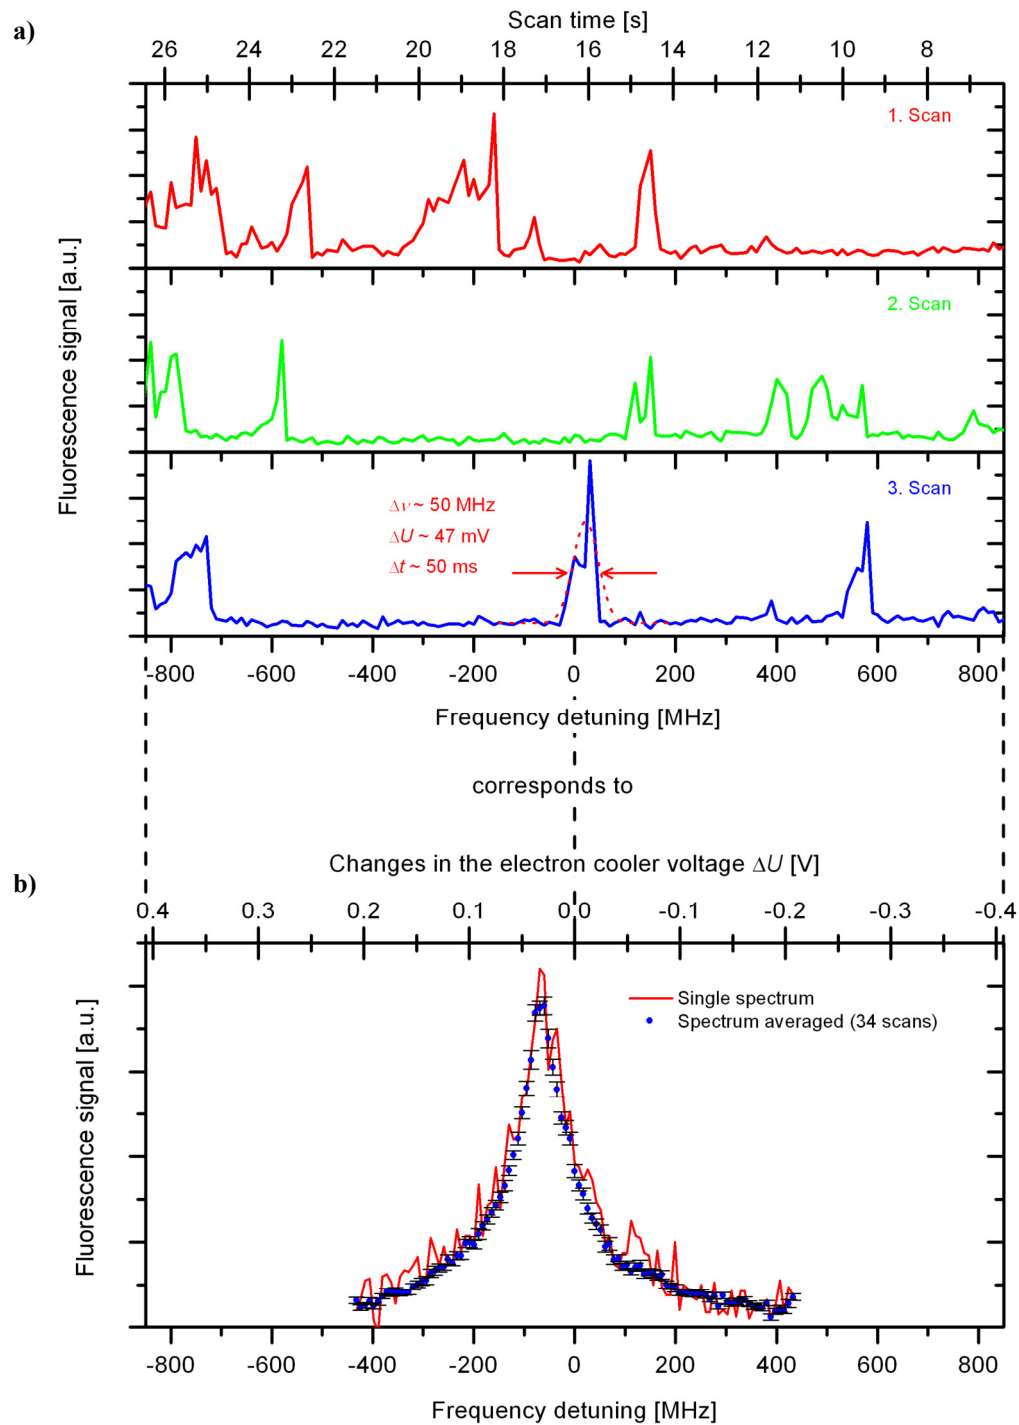 a)
Scan time [s]
26 24 22 20 18 16 14 12 10 8
1. Scan
2. Scan
3. Scan
Δν ~ 50 MHz
ΔU ~ 47 mV
Δt ~ 50 ms
Fluorescence signal [a.u.]
-800 -600 -400 -200 0 200 400 600 800
Frequency detuning [MHz]
corresponds to
Changes in the electron cooler voltage ΔU [V]
b)
0.4 0.3 0.2 0.1 0.0 -0.1 -0.2 -0.3 -0.4
Single spectrum
Spectrum averaged (34 scans)
Fluorescence signal [a.u.]
-800 -600 -400 -200 0 200 400 600 800
Frequency detuning [MHz]